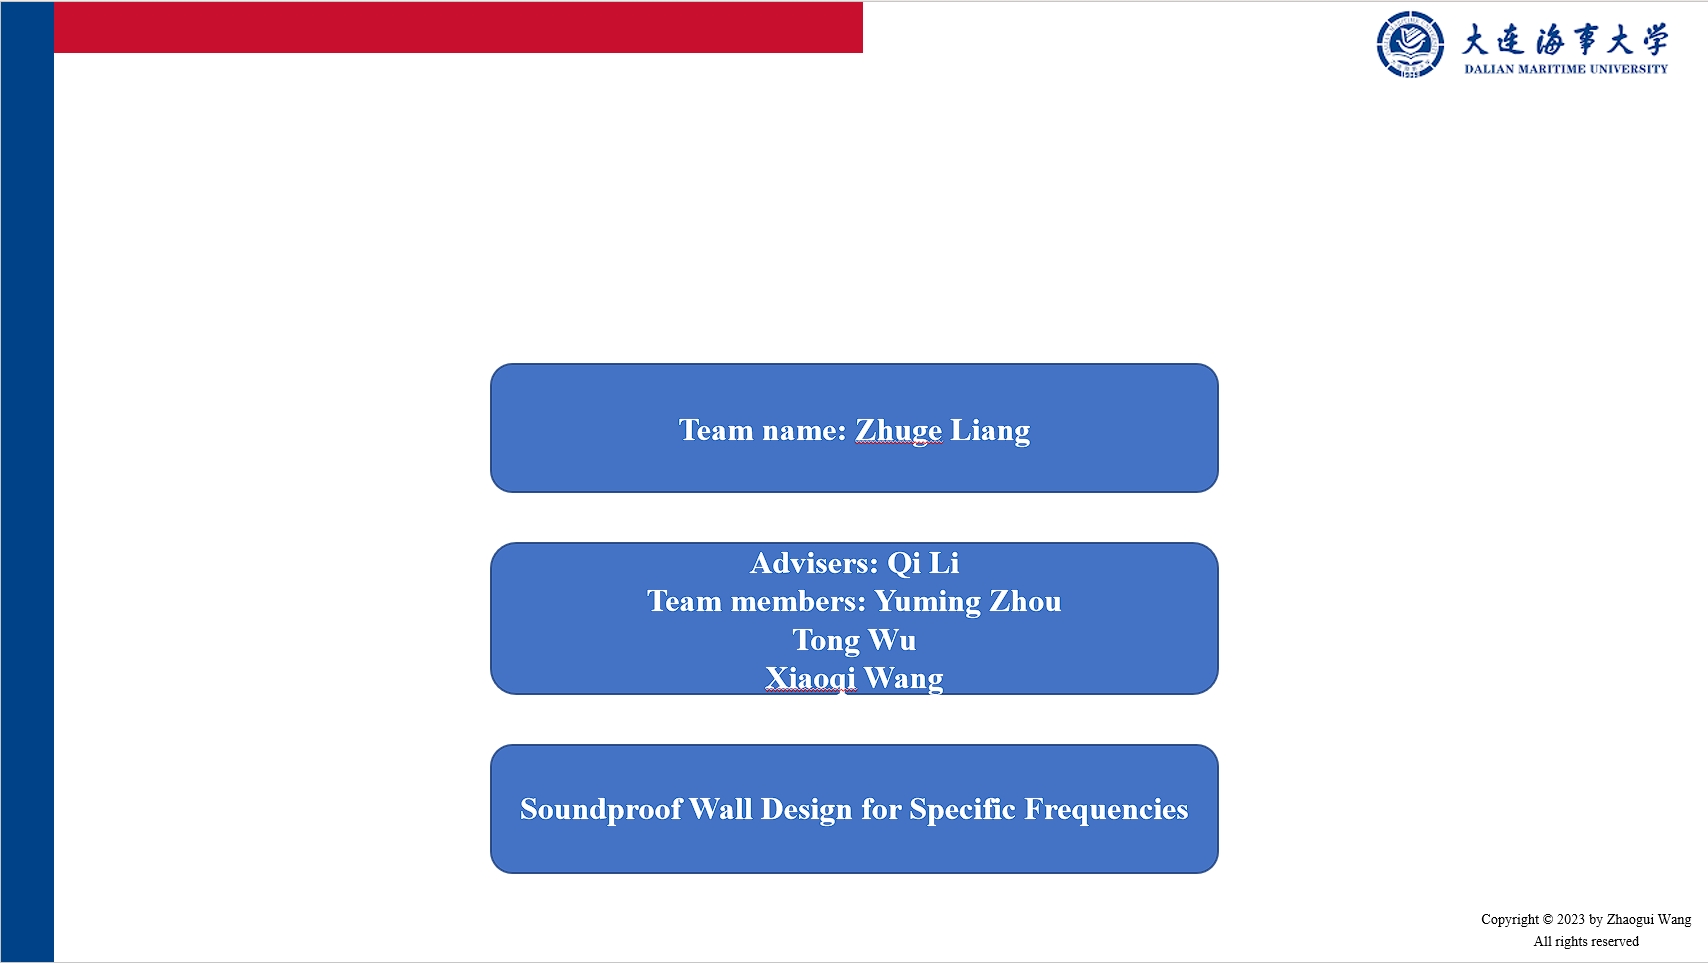 大连海事大学
DALIAN MARITIME UNIVERSITY
Team name: Zhuge Liang
Advisers: Qi Li
Team members: Yuming Zhou
Tong Wu
Xiaoqi Wang
Soundproof Wall Design for Specific Frequencies
Copyright © 2023 by Zhaogui Wang
All rights reserved